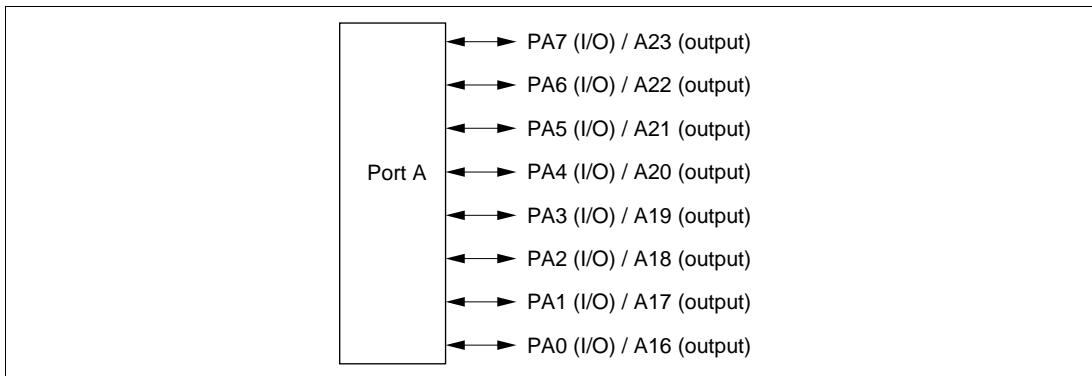 PA7 (I/O) / A23 (output)
PA6 (I/O) / A22 (output)
PA5 (I/O) / A21 (output)
Port A
PA4 (I/O) / A20 (output)
PA3 (I/O) / A19 (output)
PA2 (I/O) / A18 (output)
PA1 (I/O) / A17 (output)
PA0 (I/O) / A16 (output)